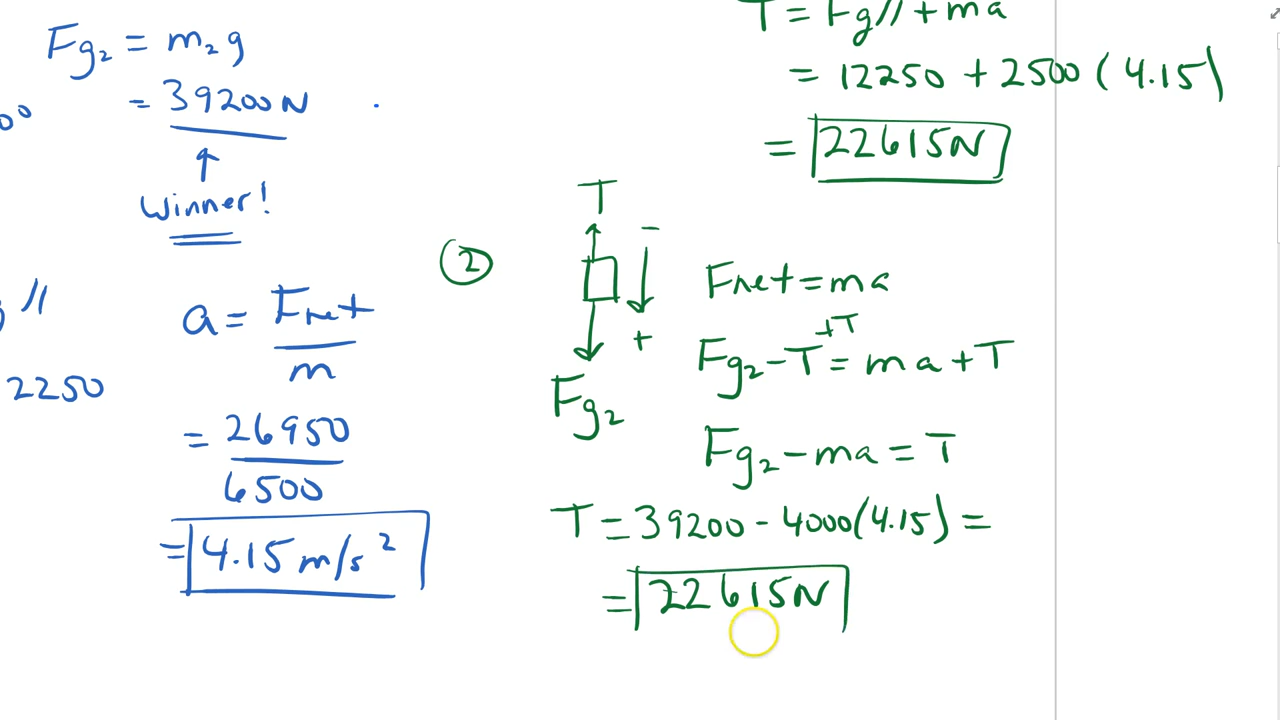 Fg₂ = m₂g
= 39200N
Winner!
//
2250
a = Fnet / m
= 26950 / 6500
= 4.15 m/s²
T = Fg// + ma
= 12250 + 2500 (4.15)
= 22615N
②
T
−
+
Fg₂
Fnet = ma
+T
Fg₂ − T = ma + T
Fg₂ − ma = T
T = 39200 − 4000(4.15) =
= 22615N